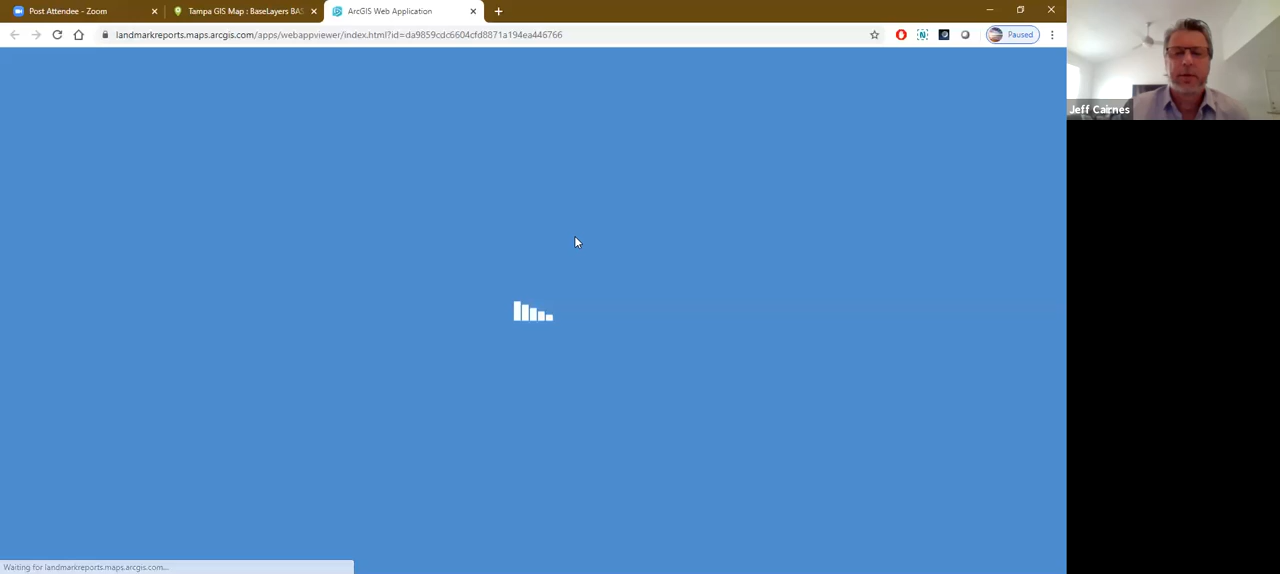 Post Attendee - Zoom
Tampa GIS Map : BaseLayers BAS
ArcGIS Web Application
landmarkreports.maps.arcgis.com/apps/webappviewer/index.html?id=da9859cdc6604cfd8871a194ea446766
Paused
Jeff Cairnes
Waiting for landmarkreports.maps.arcgis.com...